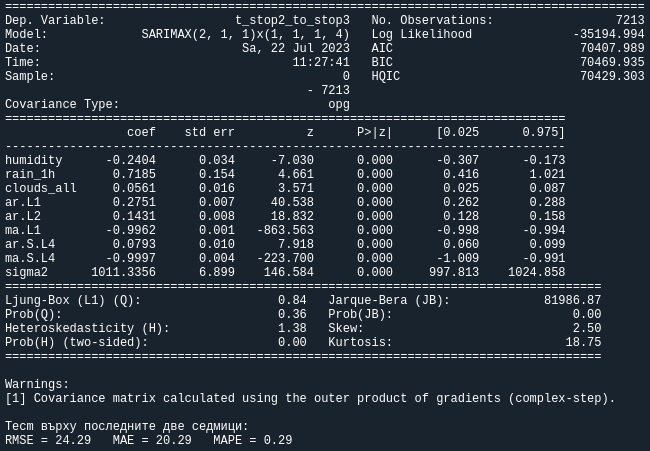 ==========================================================================================
Dep. Variable:                  t_stop2_to_stop3   No. Observations:                 7213
Model:             SARIMAX(2, 1, 1)x(1, 1, 1, 4)   Log Likelihood              -35194.994
Date:                            Sa, 22 Jul 2023   AIC                          70407.989
Time:                                   11:27:41   BIC                          70469.935
Sample:                                        0   HQIC                         70429.303
                                          - 7213
Covariance Type:                             opg
==============================================================================
                 coef    std err          z      P>|z|      [0.025      0.975]
------------------------------------------------------------------------------
humidity      -0.2404      0.034     -7.030      0.000      -0.307      -0.173
rain_1h        0.7185      0.154      4.661      0.000       0.416       1.021
clouds_all     0.0561      0.016      3.571      0.000       0.025       0.087
ar.L1          0.2751      0.007     40.538      0.000       0.262       0.288
ar.L2          0.1431      0.008     18.832      0.000       0.128       0.158
ma.L1         -0.9962      0.001   -863.563      0.000      -0.998      -0.994
ar.S.L4        0.0793      0.010      7.918      0.000       0.060       0.099
ma.S.L4       -0.9997      0.004   -223.700      0.000      -1.009      -0.991
sigma2      1011.3356      6.899    146.584      0.000     997.813    1024.858
===================================================================================
Ljung-Box (L1) (Q):                   0.84   Jarque-Bera (JB):             81986.87
Prob(Q):                              0.36   Prob(JB):                         0.00
Heteroskedasticity (H):               1.38   Skew:                             2.50
Prob(H) (two-sided):                  0.00   Kurtosis:                        18.75
===================================================================================
Warnings:
[1] Covariance matrix calculated using the outer product of gradients (complex-step).
Тесm върху последните две седмици:
RMSE = 24.29   MAE = 20.29   MAPE = 0.29